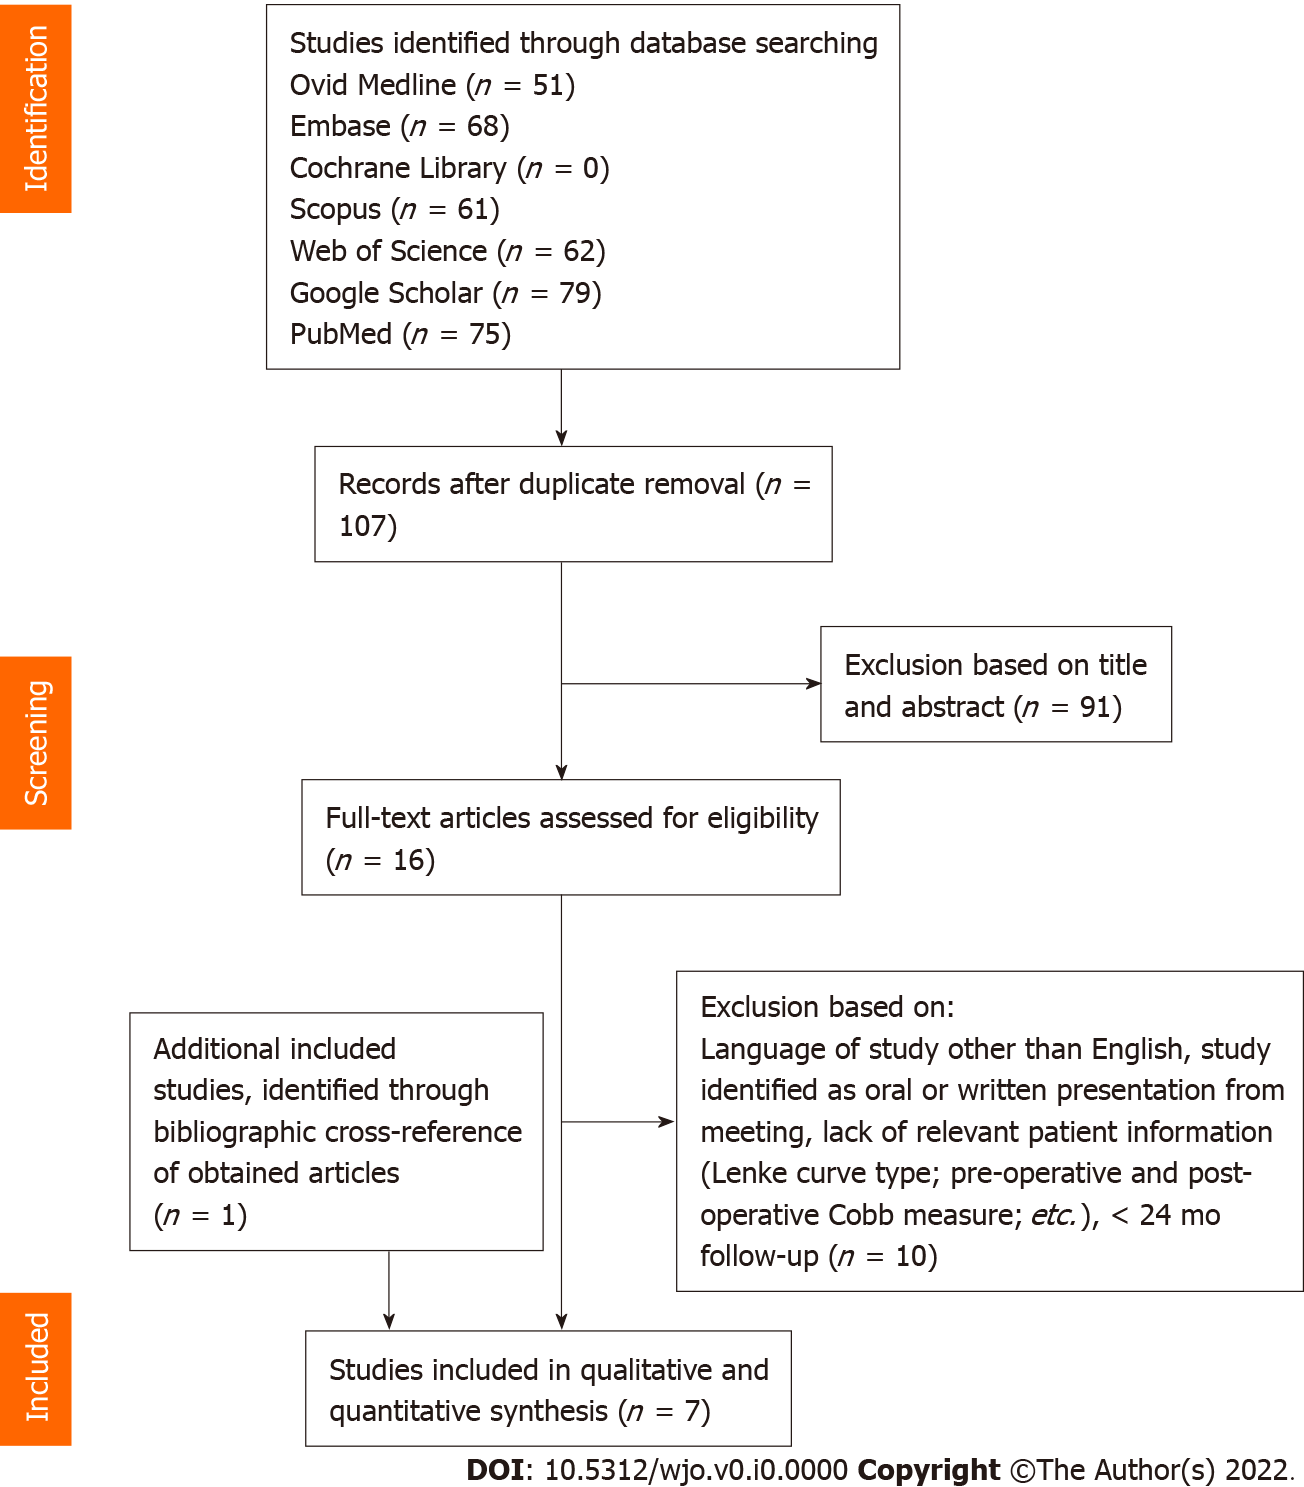 Identification
Studies identified through database searching
Ovid Medline (n = 51)
Embase (n = 68)
Cochrane Library (n = 0)
Scopus (n = 61)
Web of Science (n = 62)
Google Scholar (n = 79)
PubMed (n = 75)
Records after duplicate removal (n =
107)
Screening
Exclusion based on title
and abstract (n = 91)
Full-text articles assessed for eligibility
(n = 16)
Additional included
studies, identified through
bibliographic cross-reference
of obtained articles
(n = 1)
Exclusion based on:
Language of study other than English, study
identified as oral or written presentation from
meeting, lack of relevant patient information
(Lenke curve type; pre-operative and post-
operative Cobb measure; etc.), < 24 mo
follow-up (n = 10)
Included
Studies included in qualitative and
quantitative synthesis (n = 7)
DOI: 10.5312/wjo.v0.i0.0000 Copyright ©The Author(s) 2022.